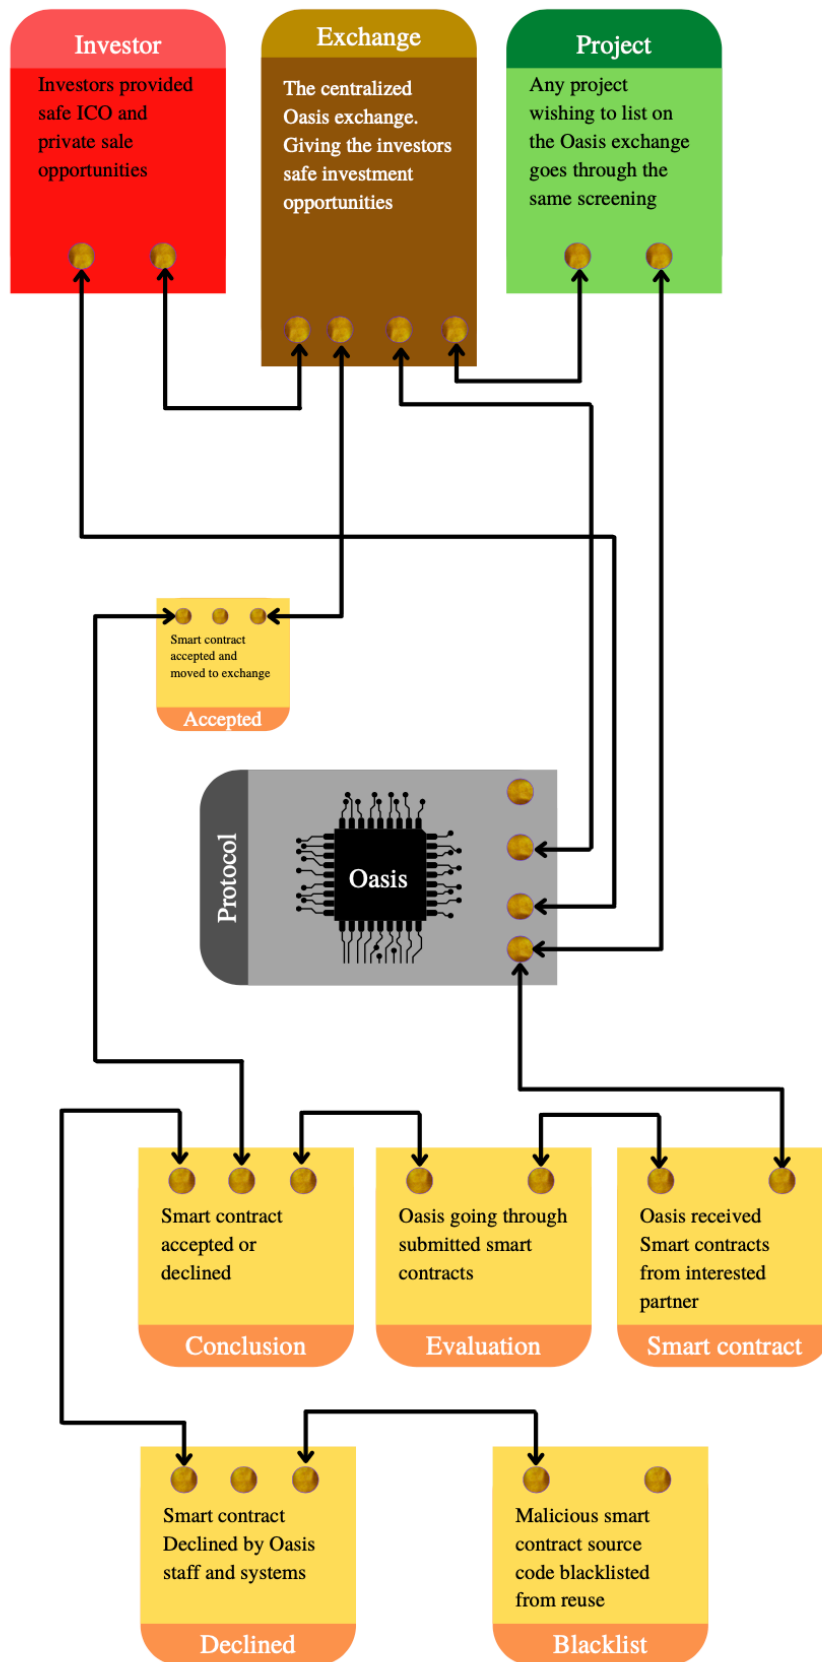 Investor
Investors provided
safe ICO and
private sale
opportunities
Exchange
The centralized
Oasis exchange.
Giving the investors
safe investment
opportunities
Project
Any project
wishing to list on
the Oasis exchange
goes through the
same screening
Smart contract
accepted and
moved to exchange
Accepted
Protocol
Oasis
Smart contract
accepted or
declined
Conclusion
Oasis going through
submitted smart
contracts
Evaluation
Oasis received
Smart contracts
from interested
partner
Smart contract
Smart contract
Declined by Oasis
staff and systems
Declined
Malicious smart
contract source
code blacklisted
from reuse
Blacklist